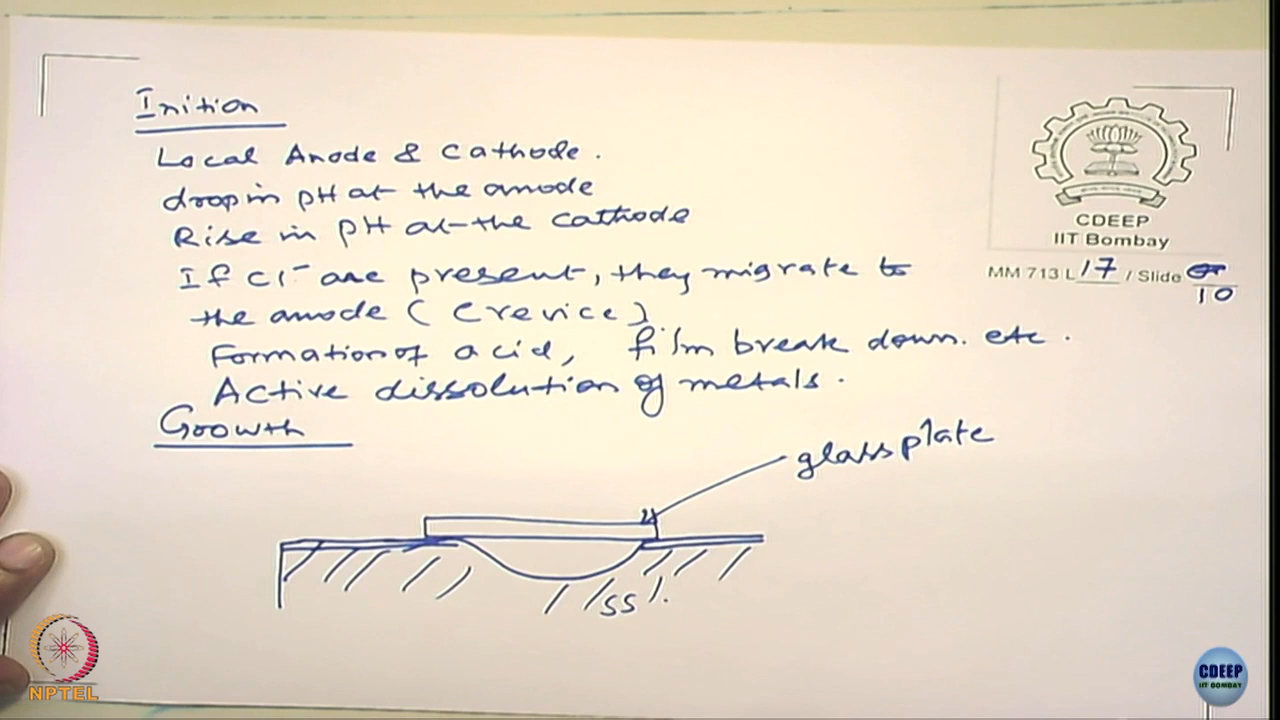 Inition
Local Anode & Cathode.
drop in pH at the anode
Rise in pH at the Cathode
If Cl⁻ are present, they migrate to
the anode (Crevice)
Formation of acid, film break down. etc.
Active dissolution of metals.
Growth
glass plate
SS
CDEEP
IIT Bombay
MM 713 L 17 / Slide
10
NPTEL
CDEEP
IIT BOMBAY